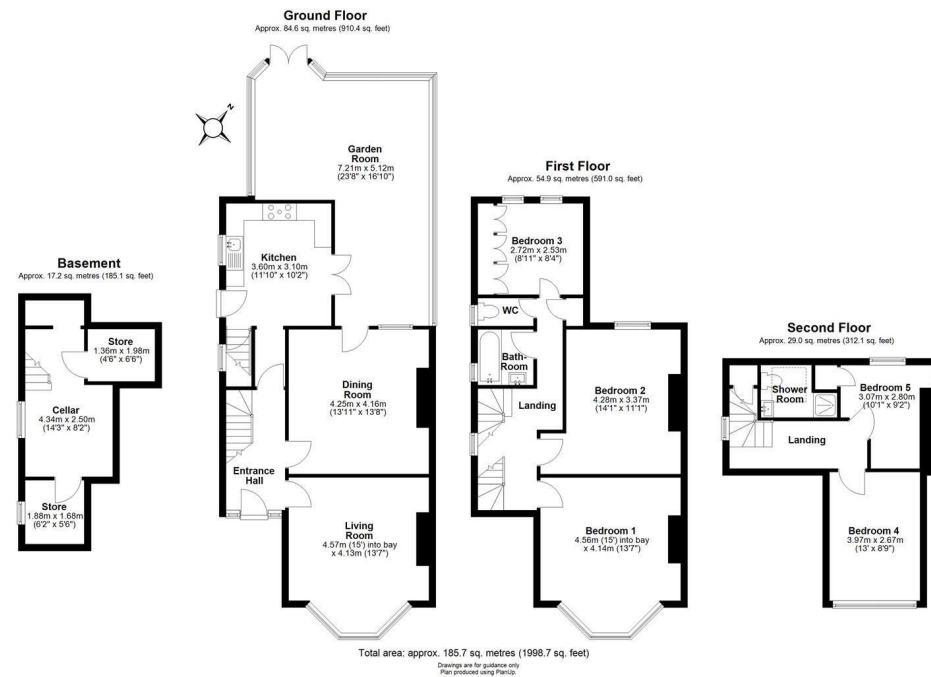 Ground Floor
Approx. 84.6 sq. metres (910.4 sq. feet)
N
Garden
Room
7.21m x 5.12m
(23'8" x 16'10")
Kitchen
3.60m x 3.10m
(11'10" x 10'2")
Dining
Room
4.25m x 4.16m
(13'11" x 13'8")
Entrance
Hall
Living
Room
4.57m (15') into bay
x 4.13m (13'7")
Basement
Approx. 17.2 sq. metres (185.1 sq. feet)
Store
1.36m x 1.98m
(4'6" x 6'6")
Cellar
4.34m x 2.50m
(14'3" x 8'2")
Store
1.88m x 1.68m
(6'2" x 5'6")
First Floor
Approx. 54.9 sq. metres (591.0 sq. feet)
Bedroom 3
2.72m x 2.53m
(8'11" x 8'4")
WC
Bath-
Room
Landing
Bedroom 2
4.28m x 3.37m
(14'1" x 11'1")
Bedroom 1
4.56m (15') into bay
x 4.14m (13'7")
Second Floor
Approx. 29.0 sq. metres (312.1 sq. feet)
Shower
Room
Bedroom 5
3.07m x 2.80m
(10'1" x 9'2")
Landing
Bedroom 4
3.97m x 2.67m
(13' x 8'9")
Total area: approx. 185.7 sq. metres (1998.7 sq. feet)
Drawings are for guidance only
Plan produced using PlanUp.